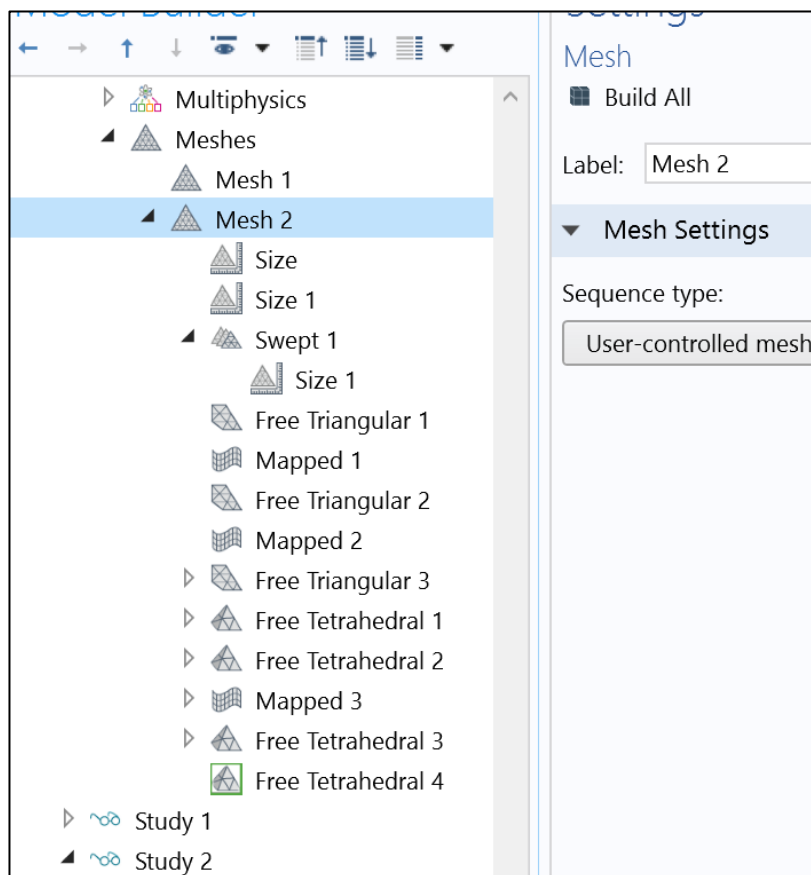 Model Builder
Multiphysics
Meshes
Mesh 1
Mesh 2
Size
Size 1
Swept 1
Size 1
Free Triangular 1
Mapped 1
Free Triangular 2
Mapped 2
Free Triangular 3
Free Tetrahedral 1
Free Tetrahedral 2
Mapped 3
Free Tetrahedral 3
Free Tetrahedral 4
Study 1
Study 2
Settings
Mesh
Build All
Label: Mesh 2
Mesh Settings
Sequence type:
User-controlled mesh